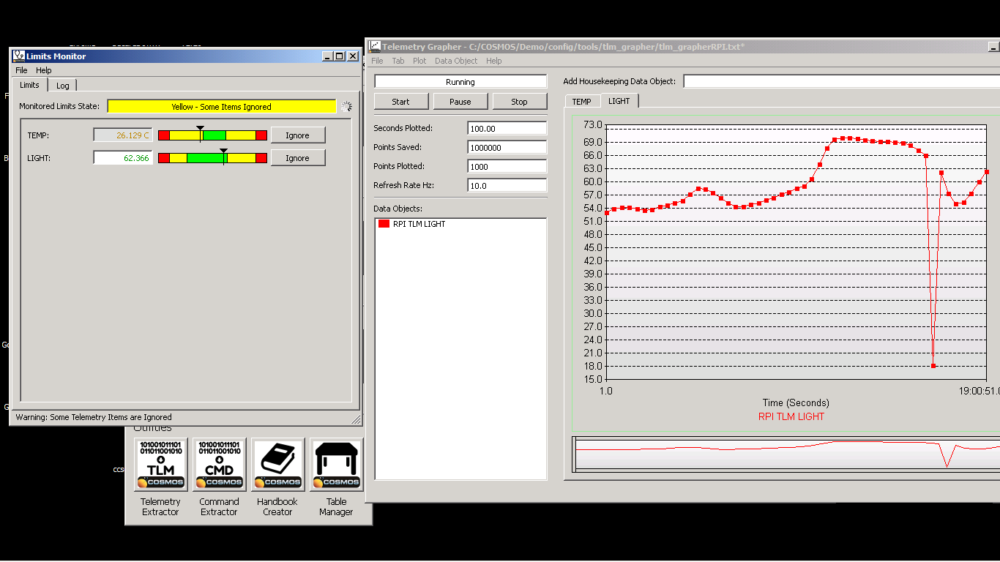 Limits Monitor
File Help
Limits Log
Monitored Limits State: Yellow - Some Items Ignored
TEMP: 26.129 C Ignore
LIGHT: 62.366 Ignore
Warning: Some Telemetry Items are Ignored
Utilities
101001011101
011011001010
TLM
COSMOS
101001011101
011011001010
CMD
COSMOS
COSMOS
COSMOS
Telemetry Extractor
Command Extractor
Handbook Creator
Table Manager
ccs
Telemetry Grapher - C:/COSMOS/Demo/config/tools/tlm_grapher/tlm_grapherRPI.txt*
File Tab Plot Data Object Help
Running
Start Pause Stop
Seconds Plotted: 100.00
Points Saved: 1000000
Points Plotted: 1000
Refresh Rate Hz: 10.0
Data Objects:
RPI TLM LIGHT
Add Housekeeping Data Object:
TEMP LIGHT
73.0
69.0
66.0
63.0
60.0
57.0
54.0
51.0
48.0
45.0
42.0
39.0
36.0
33.0
30.0
27.0
24.0
21.0
18.0
15.0
1.0 19:00:51.0
Time (Seconds)
RPI TLM LIGHT